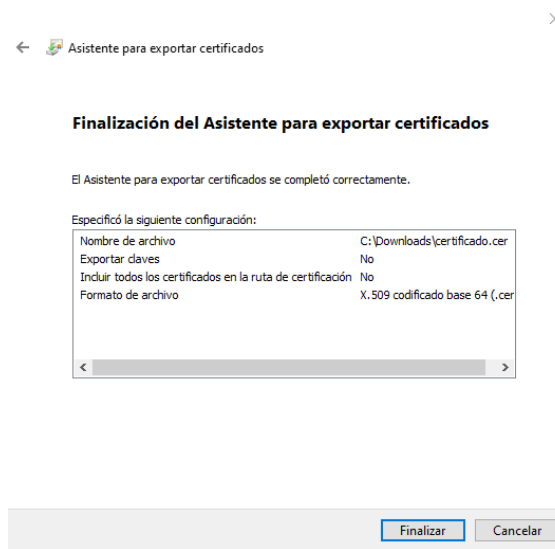 Asistente para exportar certificados
Finalización del Asistente para exportar certificados
El Asistente para exportar certificados se completó correctamente.
Especificó la siguiente configuración:
Nombre de archivo C:\Downloads\certificado.cer
Exportar claves No
Incluir todos los certificados en la ruta de certificación No
Formato de archivo X.509 codificado base 64 (.cer
Finalizar Cancelar